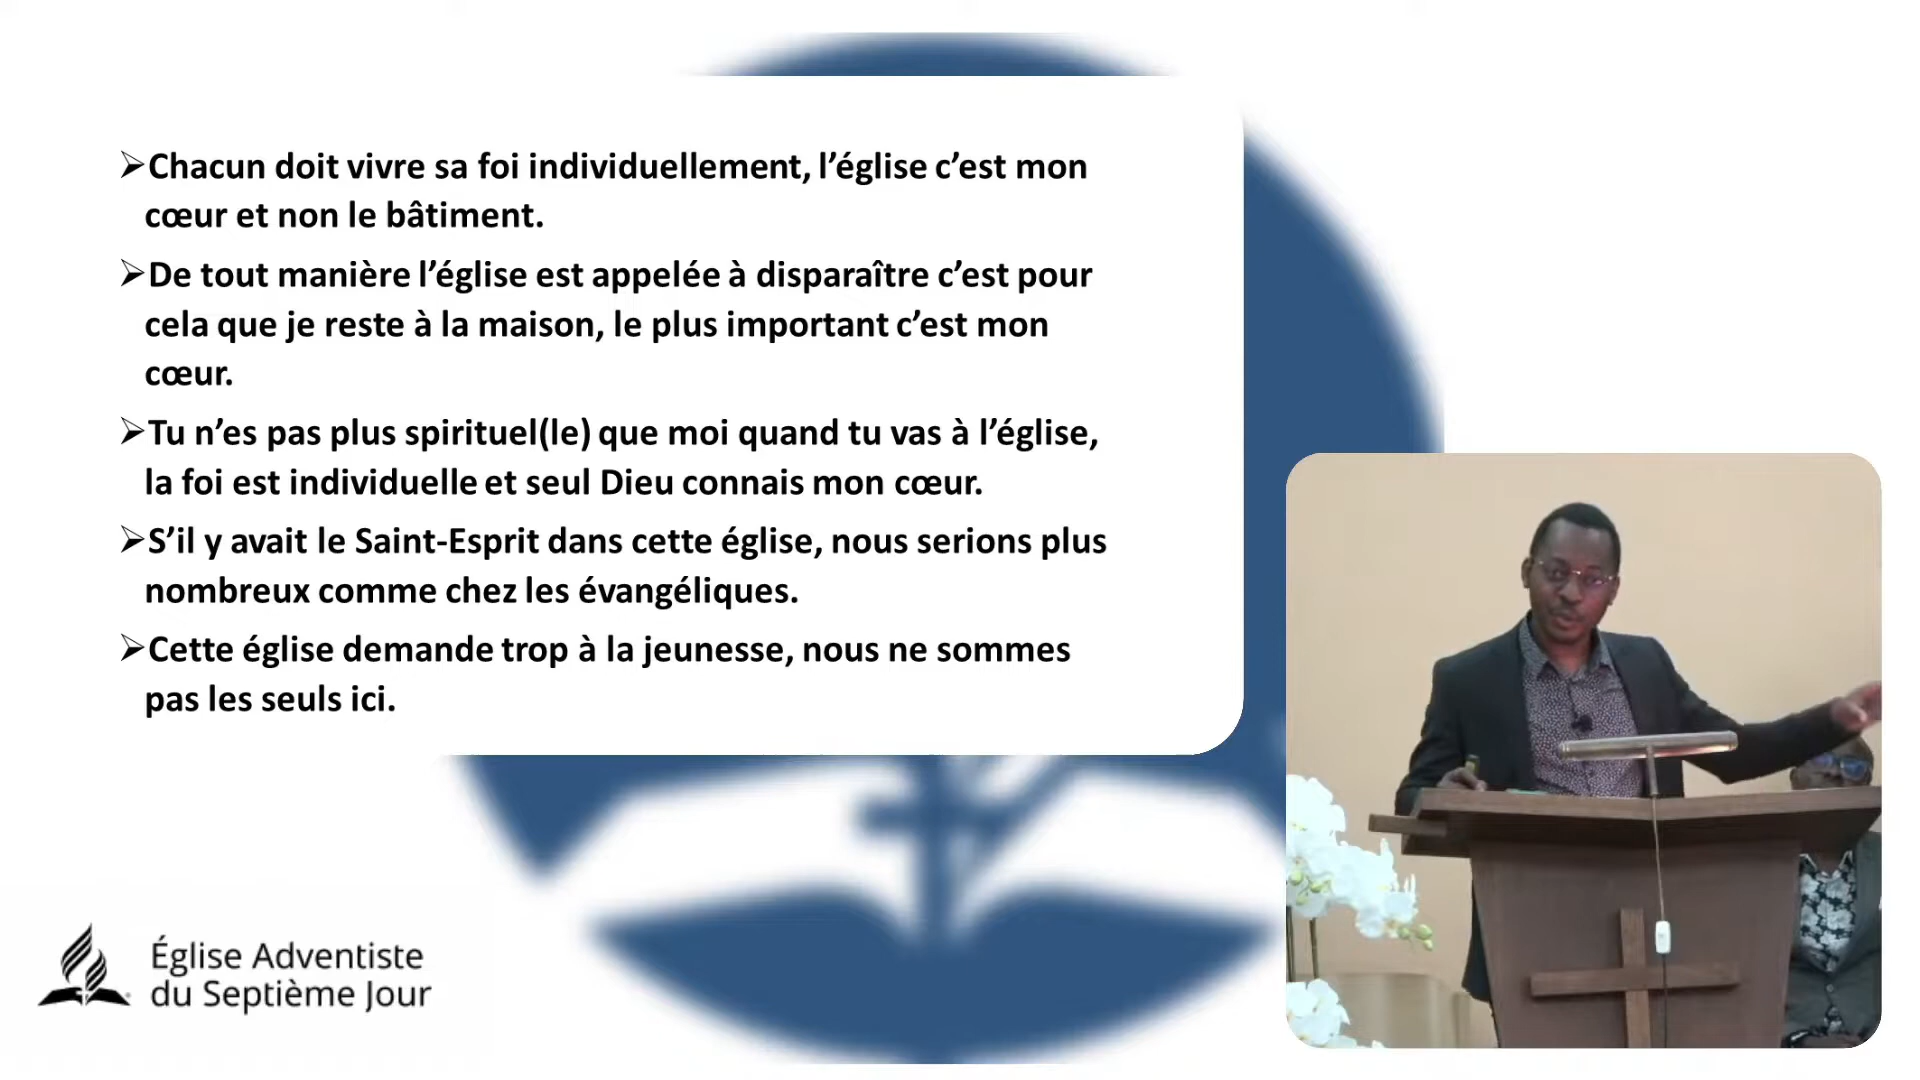 ➢Chacun doit vivre sa foi individuellement, l’église c’est mon
cœur et non le bâtiment.
➢De tout manière l’église est appelée à disparaître c’est pour
cela que je reste à la maison, le plus important c’est mon
cœur.
➢Tu n’es pas plus spirituel(le) que moi quand tu vas à l’église,
la foi est individuelle et seul Dieu connais mon cœur.
➢S’il y avait le Saint-Esprit dans cette église, nous serions plus
nombreux comme chez les évangéliques.
➢Cette église demande trop à la jeunesse, nous ne sommes
pas les seuls ici.
Église Adventiste
du Septième Jour